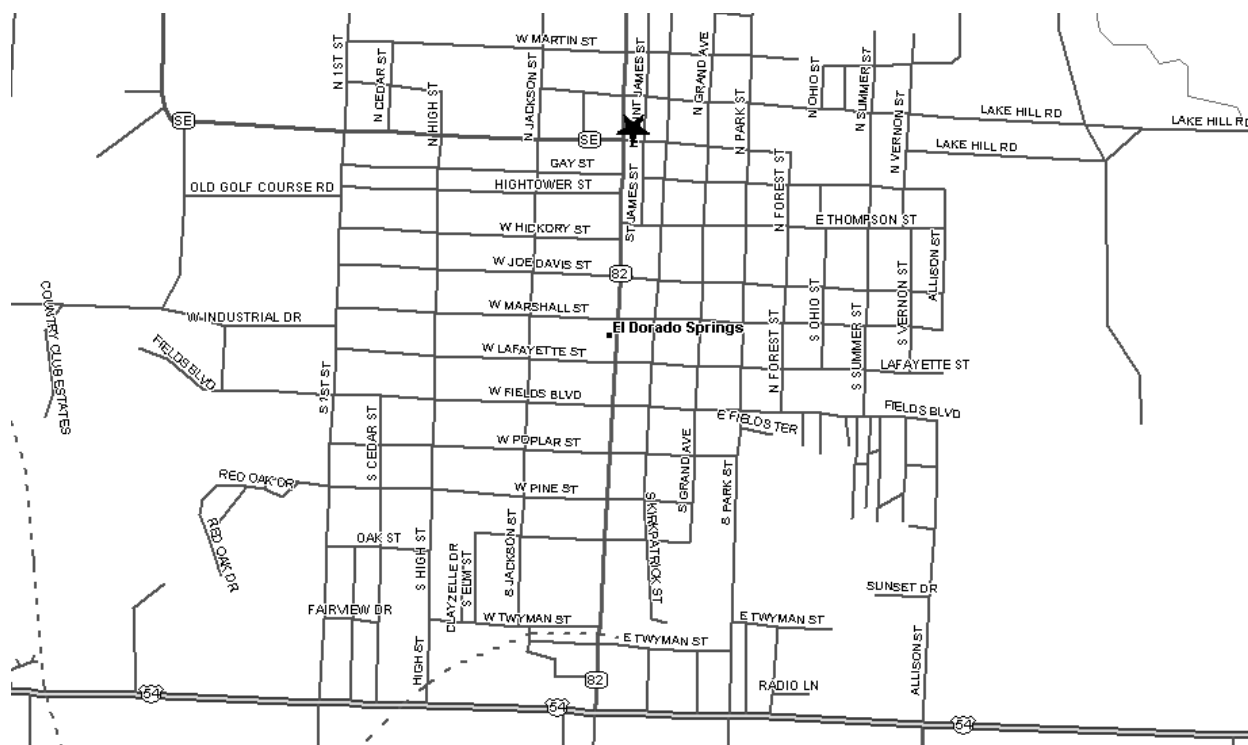 W MARTIN ST
N 1ST ST
N CEDAR ST
N HIGH ST
N JACKSON ST
INT JAMES ST
N GRAND AVE
N PARK ST
N OHIO ST
N SUMMER ST
N VERNON ST
LAKE HILL RD
LAKE HILL RD
LAKE HILL RD
SE
SE
GAY ST
HIGHTOWER ST
OLD GOLF COURSE RD
ST JAMES ST
N FOREST ST
E THOMPSON ST
W HICKORY ST
ALLISON ST
W JOE DAVIS ST
82
COUNTRY CLUB ESTATES
W INDUSTRIAL DR
W MARSHALL ST
El Dorado Springs
S OHIO ST
S SUMMER ST
S VERNON ST
W LAFAYETTE ST
LAFAYETTE ST
N FOREST ST
FIELDS BLVD
S 1ST ST
W FIELDS BLVD
E FIELDS TER
FIELDS BLVD
S CEDAR ST
W POPLAR ST
S GRAND AVE
S PARK ST
RED OAK DR
W PINE ST
RED OAK DR
OAK ST
S HIGH ST
CLAYZELLE DR
S ELM ST
S JACKSON ST
S KIRKPATRICK ST
SUNSET DR
FAIRVIEW DR
W TWYMAN ST
E TWYMAN ST
E TWYMAN ST
HIGH ST
ALLISON ST
82
RADIO LN
54
54
54